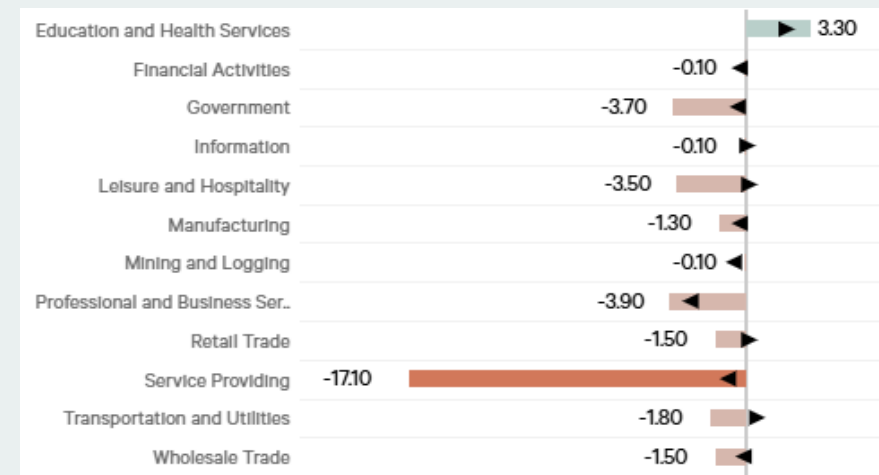 Education and Health Services 3.30
Financial Activities -0.10
Government -3.70
Information -0.10
Leisure and Hospitality -3.50
Manufacturing -1.30
Mining and Logging -0.10
Professional and Business Ser.. -3.90
Retail Trade -1.50
Service Providing -17.10
Transportation and Utilities -1.80
Wholesale Trade -1.50